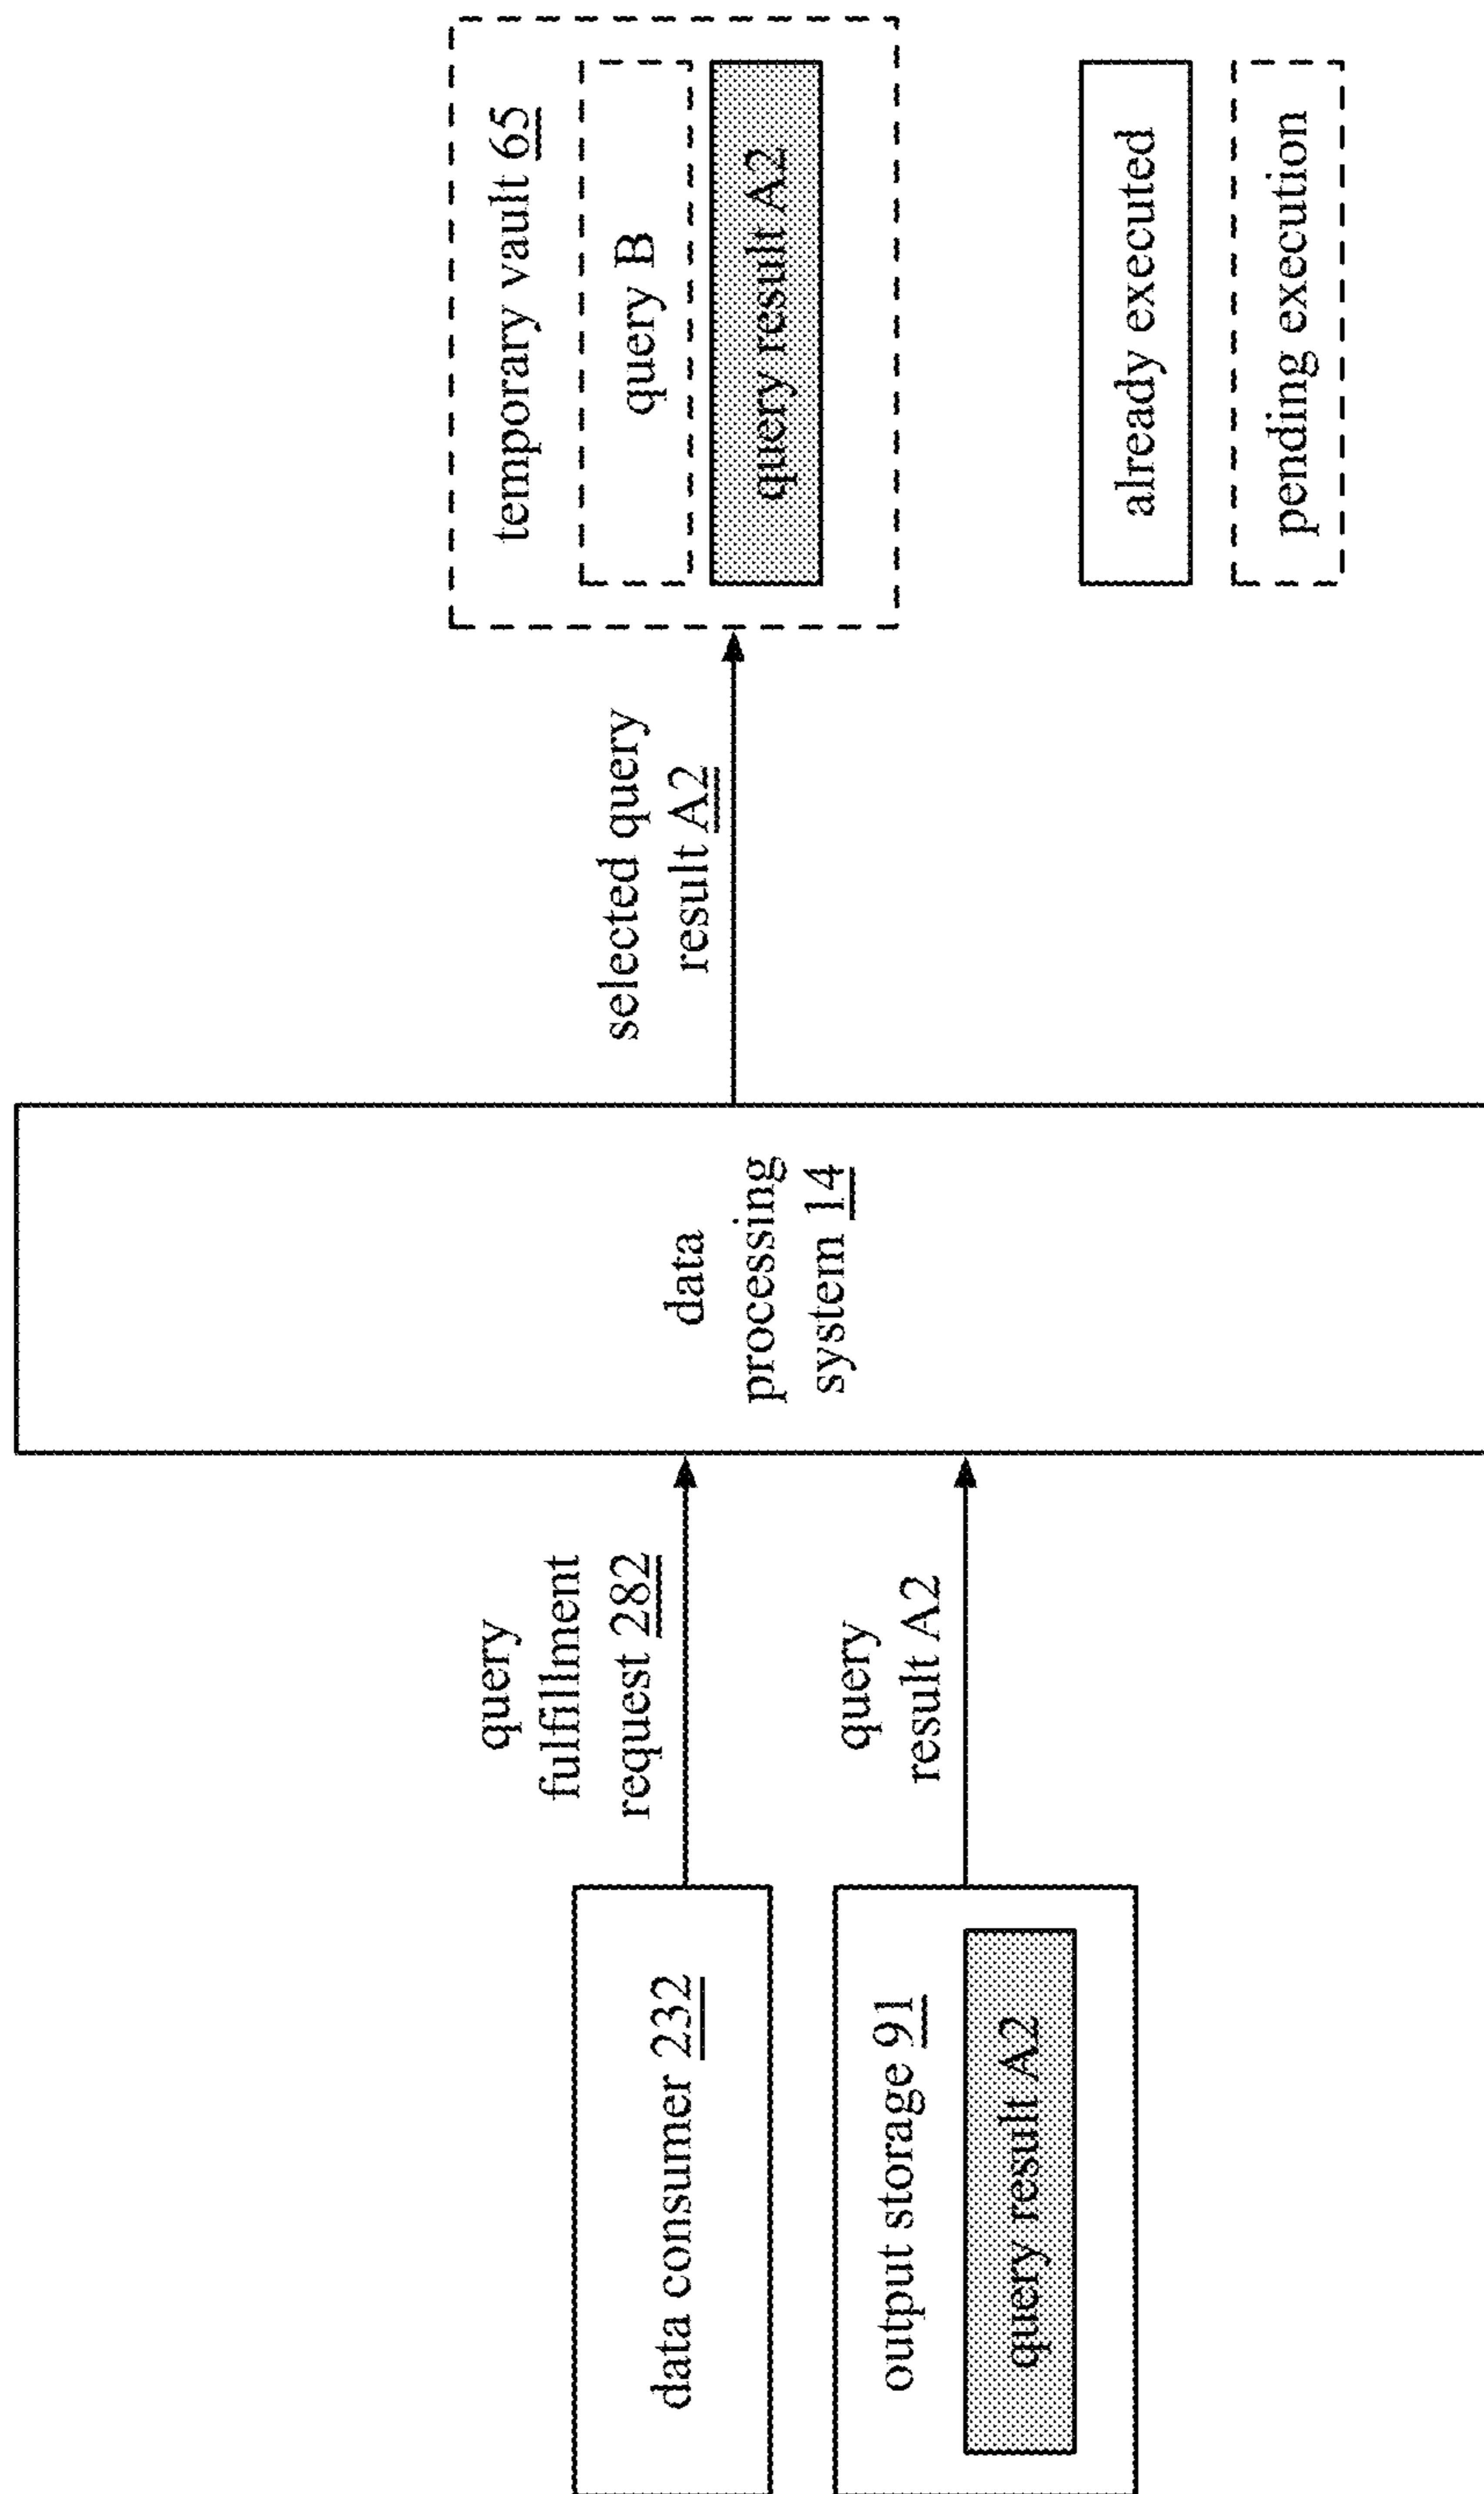 data consumer 232
output storage 91
query result A2
query
fulfillment
request 282
query
result A2
data
processing
system 14
selected query
result A2
temporary vault 65
query B
query result A2
already executed
pending execution